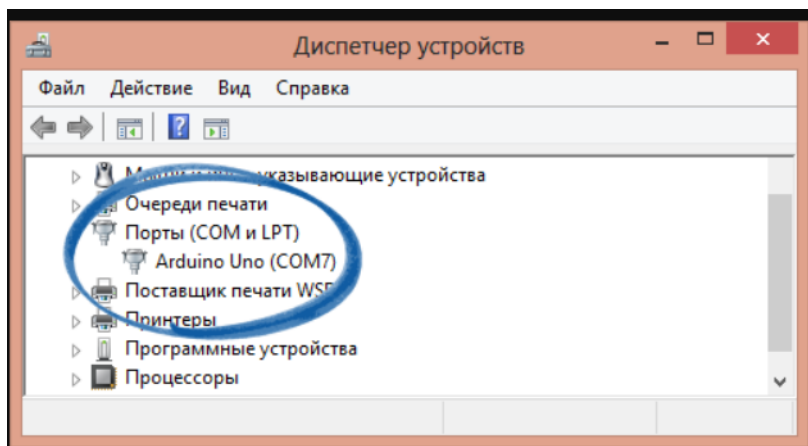 Диспетчер устройств
Файл Действие Вид Справка
указывающие устройства
Очереди печати
Порты (COM и LPT)
Arduino Uno (COM7)
Поставщик печати
Принтеры
Программные устройства
Процессоры